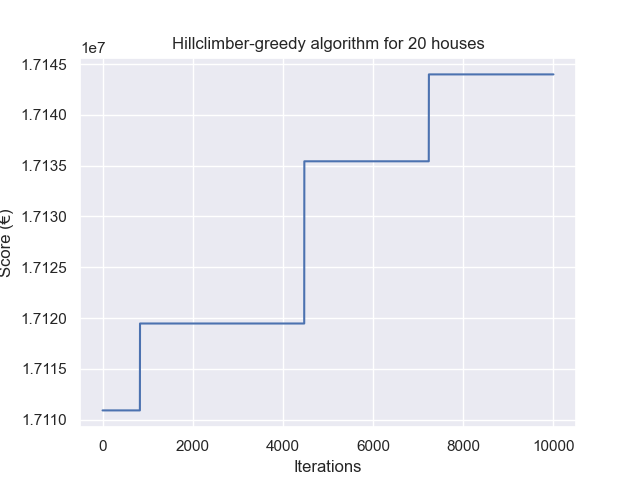 Hillclimber-greedy algorithm for 20 houses
1e7
1.7145
1.7140
1.7135
1.7130
1.7125
1.7120
1.7115
1.7110
Score (€)
0 2000 4000 6000 8000 10000
Iterations